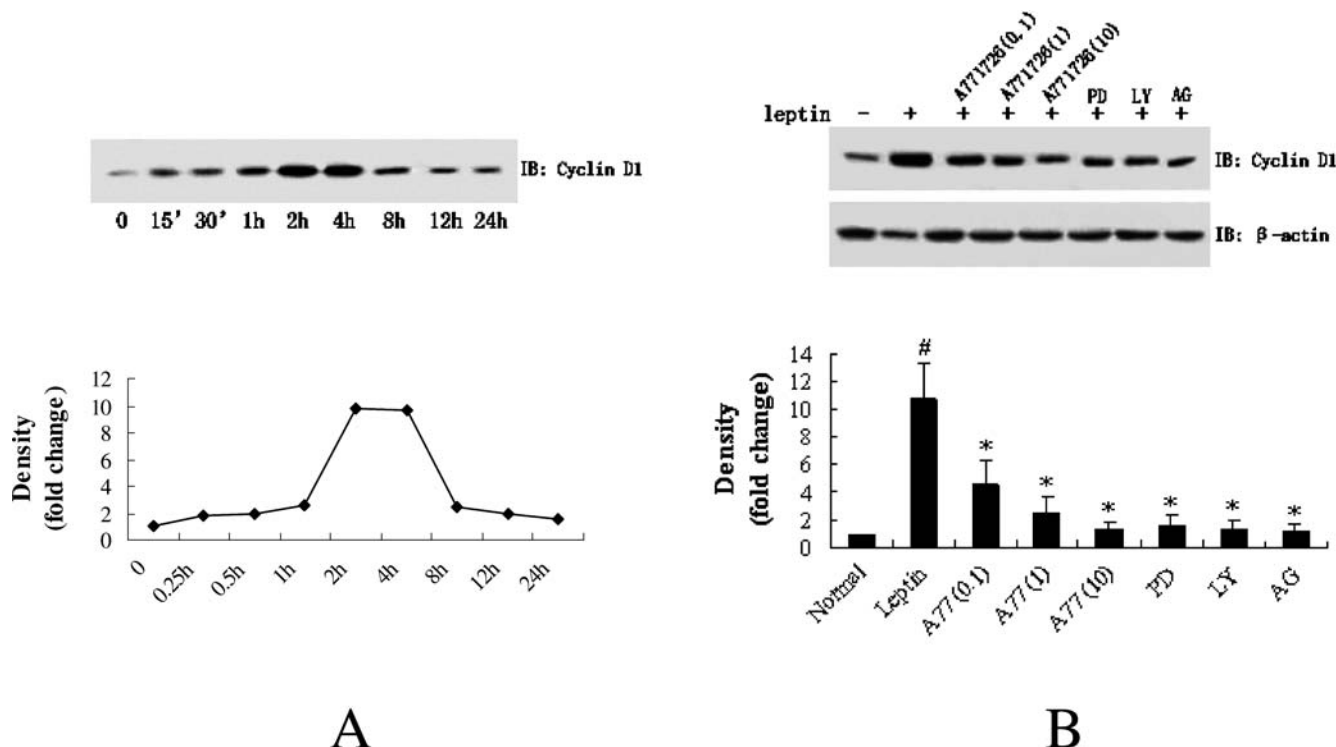 IB: Cyclin D1
0 15' 30' 1h 2h 4h 8h 12h 24h
Density
(fold change)
12
10
8
6
4
2
0
0 0.25h 0.5h 1h 2h 4h 8h 12h 24h
A
A771726(0,1) A771726(1) A771726(10) PD LY AG
leptin - + + + + + + +
IB: Cyclin D1
IB: β-actin
Density
(fold change)
14
12
10
8
6
4
2
0
#
* * * * * *
Normal Leptin A77(0.1) A77(1) A77(10) PD LY AG
B